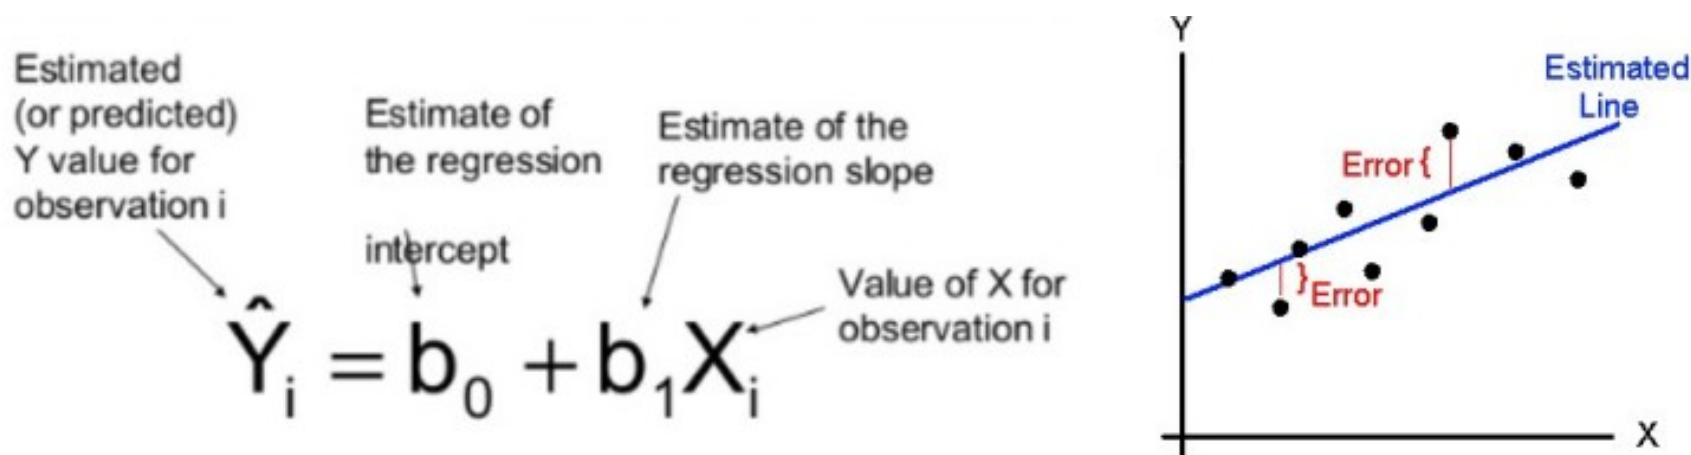 Estimated
(or predicted)
Y value for
observation i
Estimate of
the regression
intercept
Estimate of the
regression slope
Value of X for
observation i
Ŷᵢ = b₀ + b₁Xᵢ
Y
Estimated
Line
Error {
} Error
X